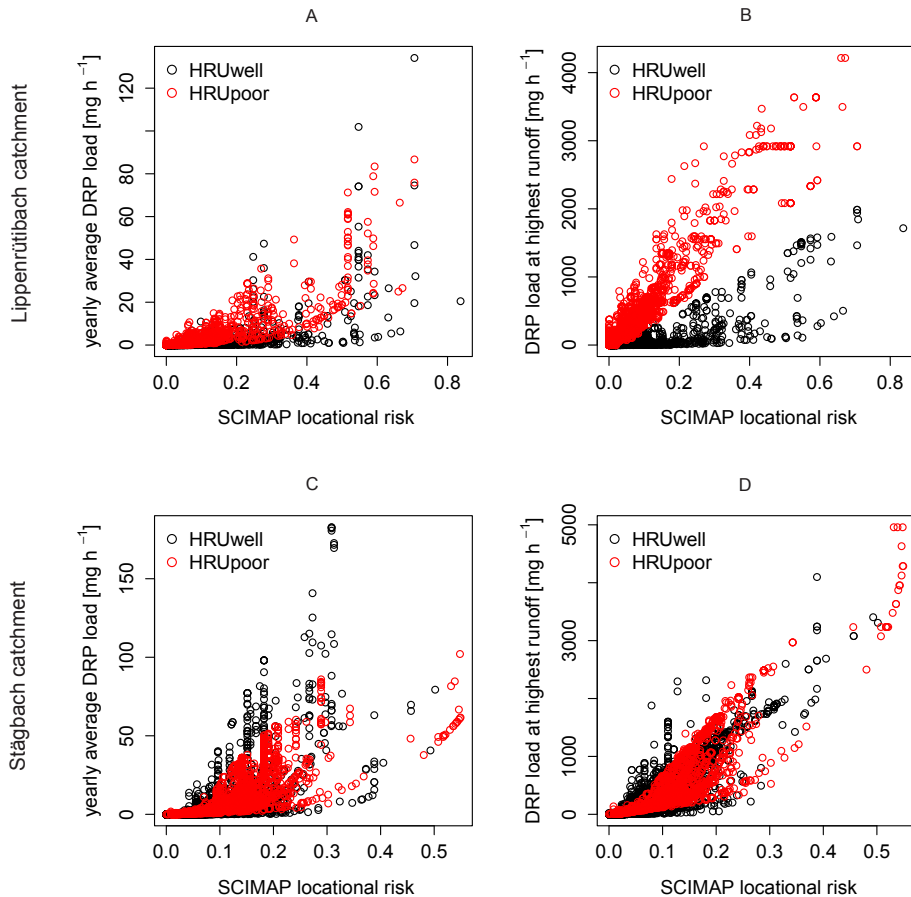 A
B
Lippenrütibach catchment
yearly average DRP load [mg h⁻¹]
0 20 40 60 80 120
HRUwell
HRUpoor
0.0 0.2 0.4 0.6 0.8
SCIMAP locational risk
DRP load at highest runoff [mg h⁻¹]
0 1000 2000 3000 4000
HRUwell
HRUpoor
0.0 0.2 0.4 0.6 0.8
SCIMAP locational risk
C
D
Stägbach catchment
yearly average DRP load [mg h⁻¹]
0 50 100 150
HRUwell
HRUpoor
0.0 0.1 0.2 0.3 0.4 0.5
SCIMAP locational risk
DRP load at highest runoff [mg h⁻¹]
0 1000 3000 5000
HRUwell
HRUpoor
0.0 0.1 0.2 0.3 0.4 0.5
SCIMAP locational risk